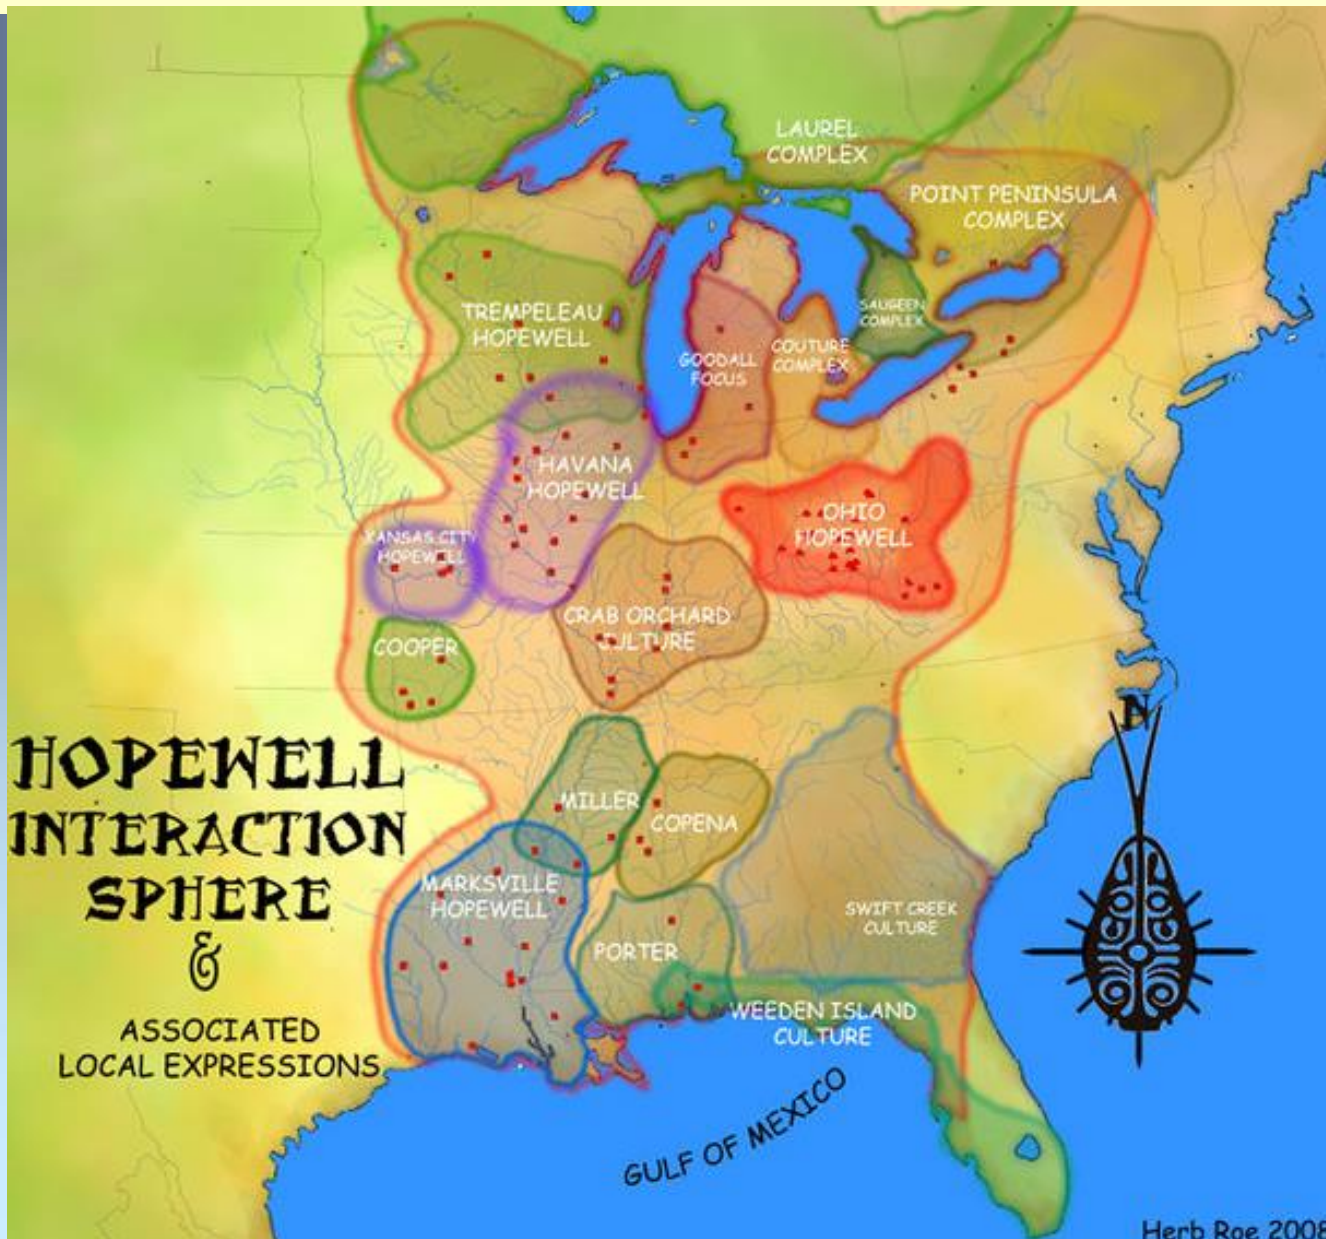 LAUREL
COMPLEX
POINT PENINSULA
COMPLEX
TREMPELEAU
HOPEWELL
SAUGEEN
COMPLEX
GOODALL
FOCUS
COUTURE
COMPLEX
HAVANA
HOPEWELL
OHIO
HOPEWELL
KANSAS CITY
HOPEWELL
CRAB ORCHARD
CULTURE
COOPER
N
HOPEWELL
INTERACTION
SPHERE
&
ASSOCIATED
LOCAL EXPRESSIONS
MILLER
COPENA
MARKSVILLE
HOPEWELL
SWIFT CREEK
CULTURE
PORTER
WEEDEN ISLAND
CULTURE
GULF OF MEXICO
Herb Roe 2008